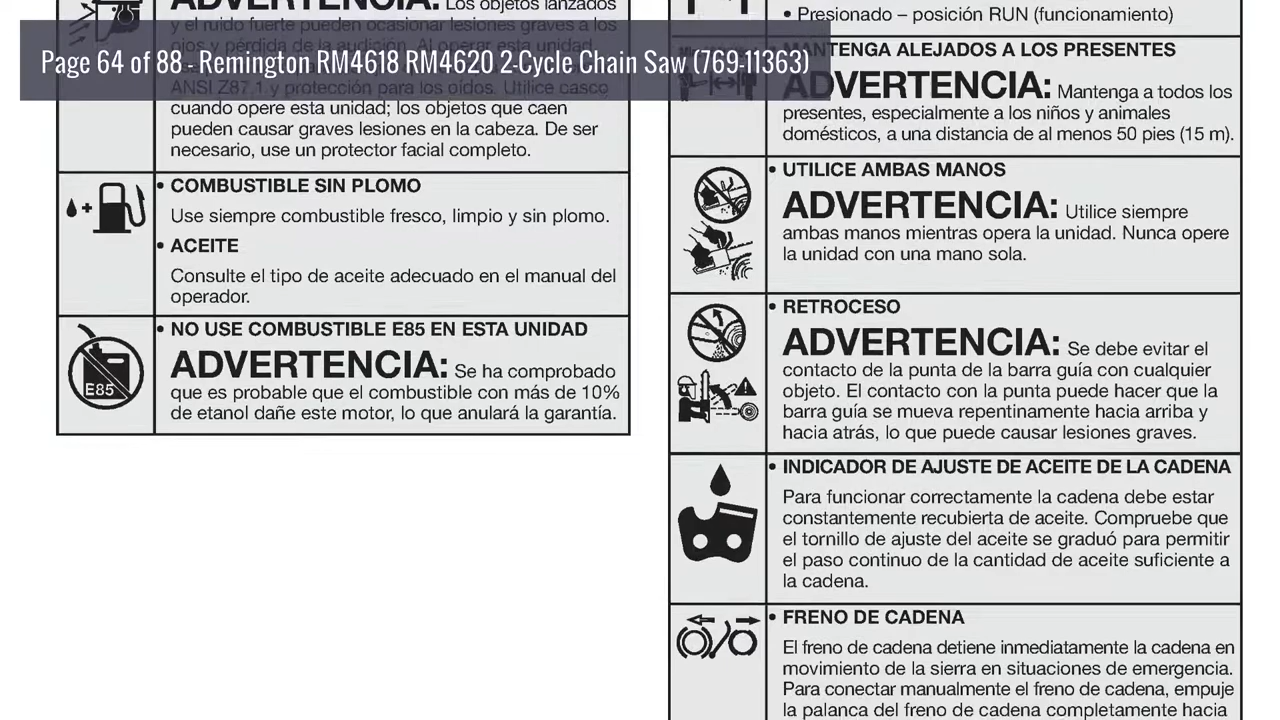 Page 64 of 88 - Remington RM4618 RM4620 2-Cycle Chain Saw (769-11363)
ADVERTENCIA: Los objetos lanzados
y el ruido fuerte pueden ocasionar lesiones graves a los
ojos y pérdida de la audición. Al operar esta unidad
ANSI Z87.1 y protección para los oídos. Utilice casco
cuando opere esta unidad; los objetos que caen
pueden causar graves lesiones en la cabeza. De ser
necesario, use un protector facial completo.
• COMBUSTIBLE SIN PLOMO
Use siempre combustible fresco, limpio y sin plomo.
• ACEITE
Consulte el tipo de aceite adecuado en el manual del
operador.
• NO USE COMBUSTIBLE E85 EN ESTA UNIDAD
E85
ADVERTENCIA: Se ha comprobado
que es probable que el combustible con más de 10%
de etanol dañe este motor, lo que anulará la garantía.
• Presionado – posición RUN (funcionamiento)
MANTENGA ALEJADOS A LOS PRESENTES
ADVERTENCIA: Mantenga a todos los
presentes, especialmente a los niños y animales
domésticos, a una distancia de al menos 50 pies (15 m).
• UTILICE AMBAS MANOS
ADVERTENCIA: Utilice siempre
ambas manos mientras opera la unidad. Nunca opere
la unidad con una mano sola.
• RETROCESO
ADVERTENCIA: Se debe evitar el
contacto de la punta de la barra guía con cualquier
objeto. El contacto con la punta puede hacer que la
barra guía se mueva repentinamente hacia arriba y
hacia atrás, lo que puede causar lesiones graves.
• INDICADOR DE AJUSTE DE ACEITE DE LA CADENA
Para funcionar correctamente la cadena debe estar
constantemente recubierta de aceite. Compruebe que
el tornillo de ajuste del aceite se graduó para permitir
el paso continuo de la cantidad de aceite suficiente a
la cadena.
• FRENO DE CADENA
El freno de cadena detiene inmediatamente la cadena en
movimiento de la sierra en situaciones de emergencia.
Para conectar manualmente el freno de cadena, empuje
la palanca del freno de cadena completamente hacia